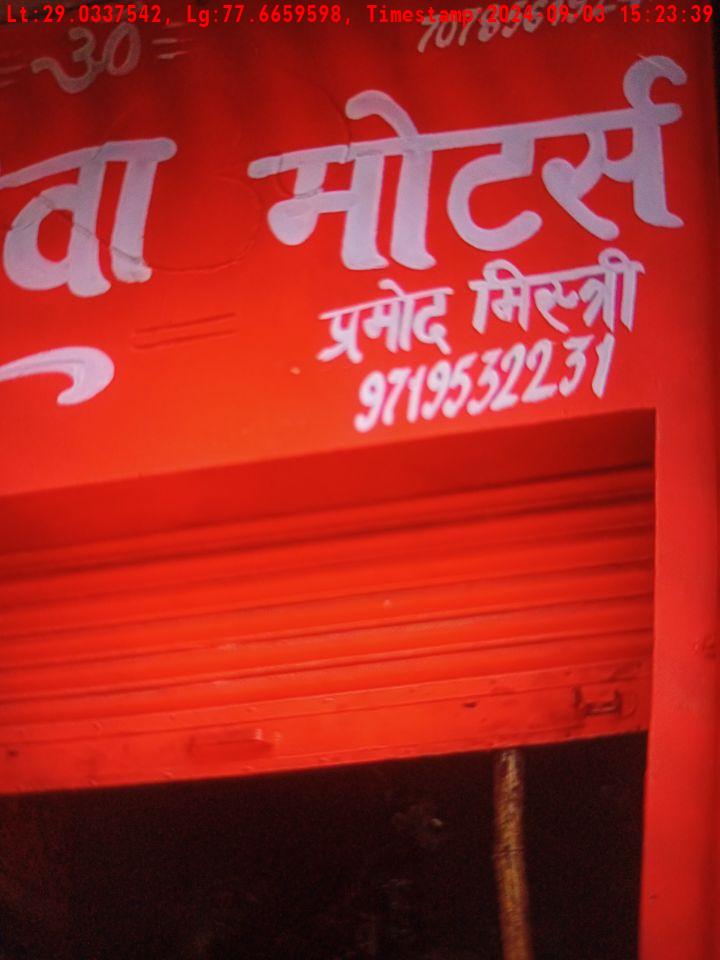 Lt:29.0337542, Lg:77.6659598, Timestamp:2024-09-03 15:23:39
ॐ
वा मोटर्स
प्रमोद मिस्त्री
9719532231